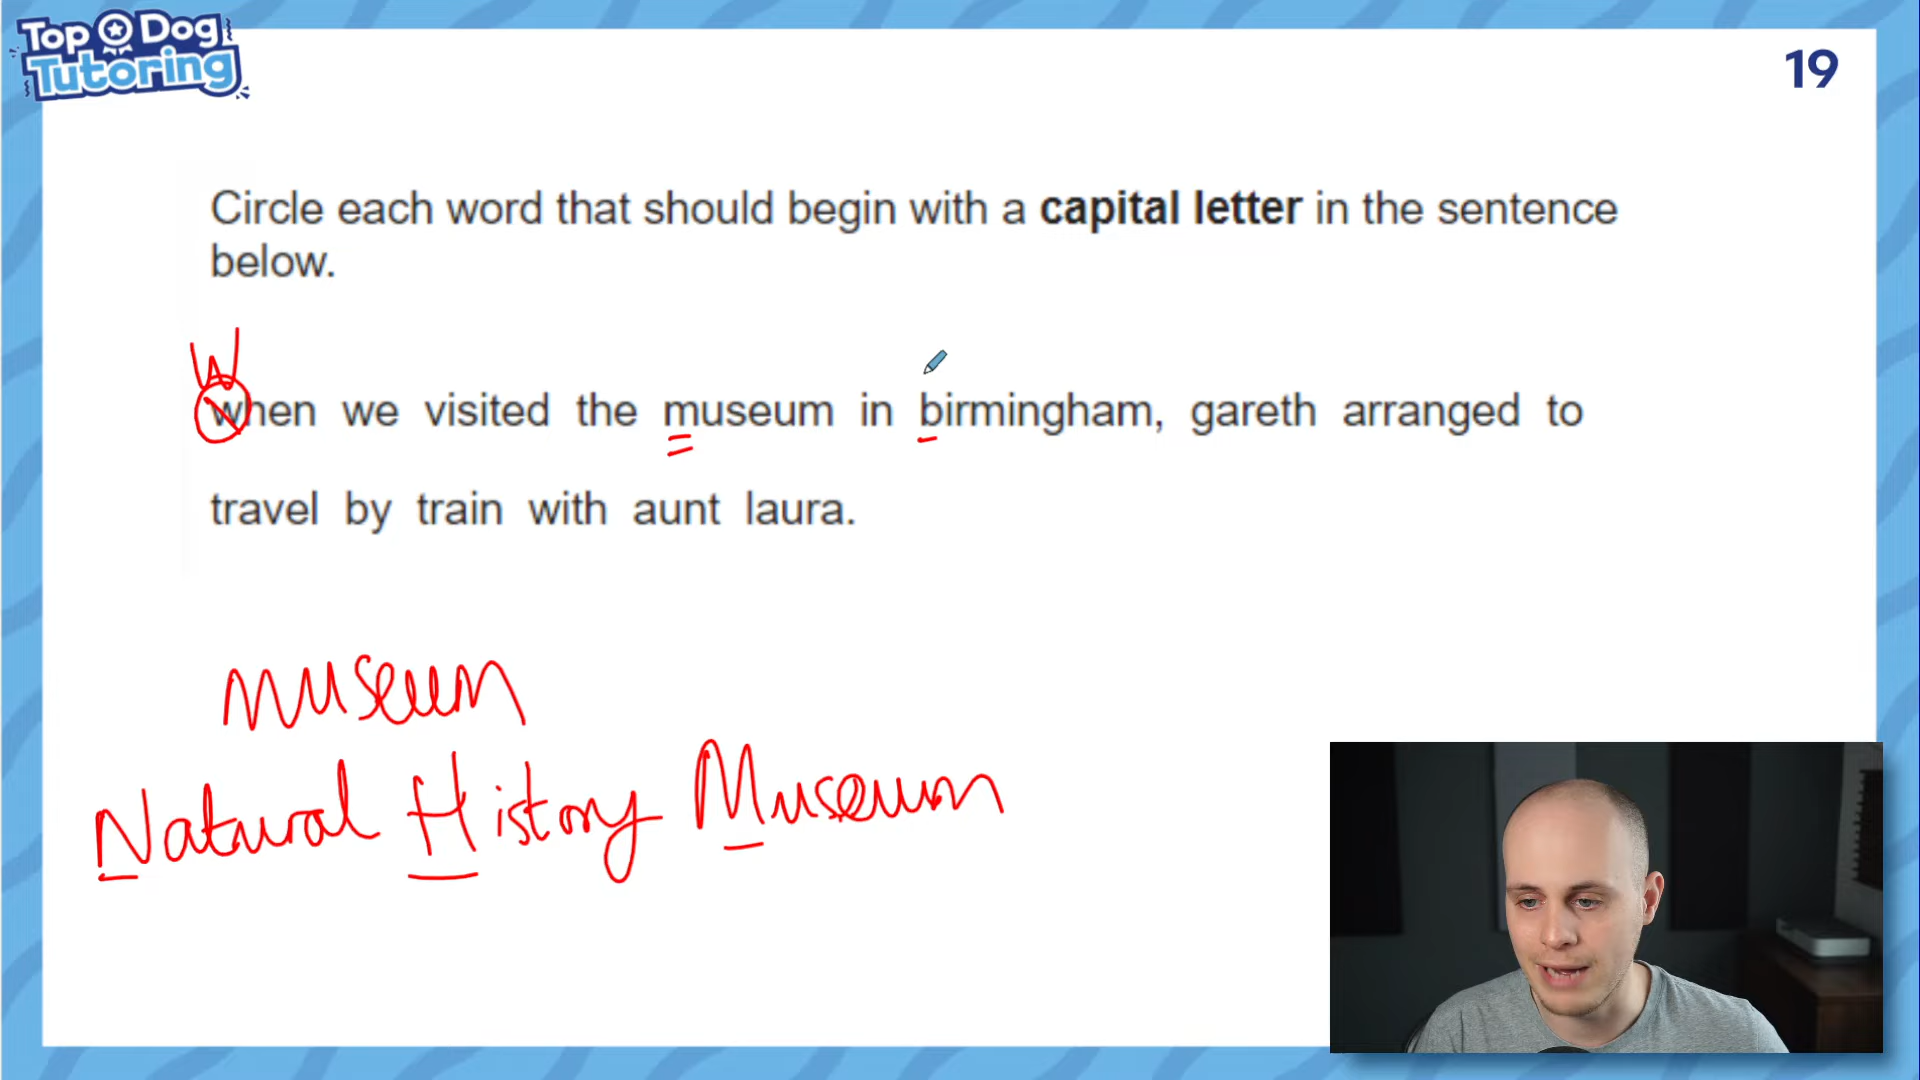 Top Dog
Tutoring
19
Circle each word that should begin with a capital letter in the sentence
below.
W
when we visited the museum in birmingham, gareth arranged to
travel by train with aunt laura.
museum
Natural History Museum